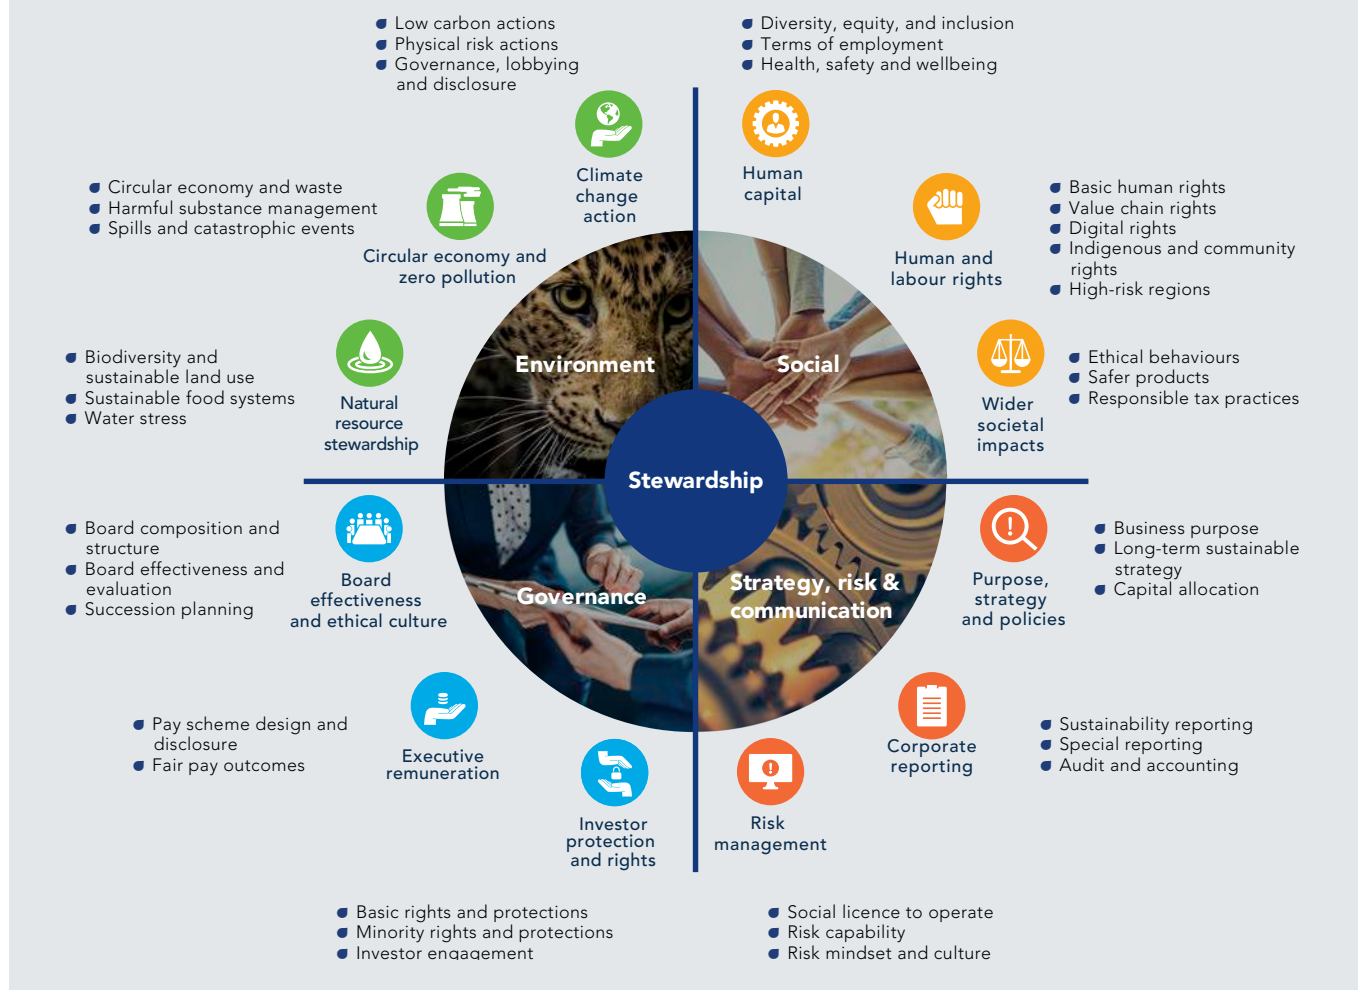 Low carbon actions
Physical risk actions
Governance, lobbying
and disclosure
Climate
change
action
Circular economy and waste
Harmful substance management
Spills and catastrophic events
Circular economy and
zero pollution
Biodiversity and
sustainable land use
Sustainable food systems
Water stress
Natural
resource
stewardship
Environment
Diversity, equity, and inclusion
Terms of employment
Health, safety and wellbeing
Human
capital
Basic human rights
Value chain rights
Digital rights
Indigenous and community
rights
High-risk regions
Human and
labour rights
Ethical behaviours
Safer products
Responsible tax practices
Wider
societal
impacts
Social
Stewardship
Board composition and
structure
Board effectiveness and
evaluation
Succession planning
Board
effectiveness
and ethical culture
Governance
Pay scheme design and
disclosure
Fair pay outcomes
Executive
remuneration
Investor
protection
and rights
Basic rights and protections
Minority rights and protections
Investor engagement
Strategy, risk &
communication
Purpose,
strategy
and policies
Business purpose
Long-term sustainable
strategy
Capital allocation
Corporate
reporting
Sustainability reporting
Special reporting
Audit and accounting
Risk
management
Social licence to operate
Risk capability
Risk mindset and culture